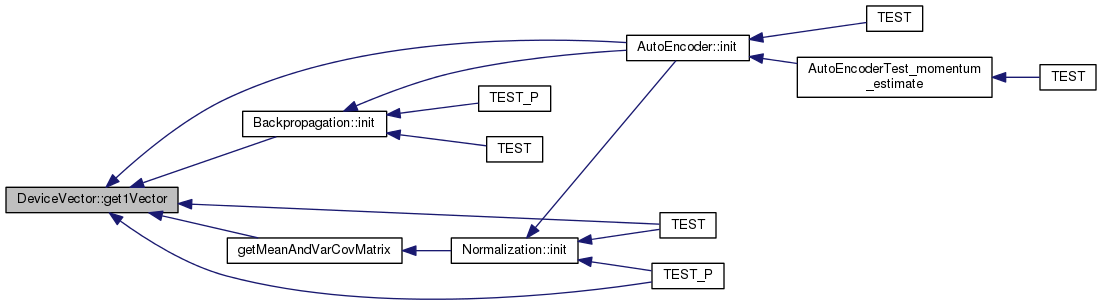 DeviceVector::get1Vector
AutoEncoder::init
TEST
AutoEncoderTest_momentum
_estimate
TEST
Backpropagation::init
TEST_P
TEST
getMeanAndVarCovMatrix
Normalization::init
TEST
TEST_P